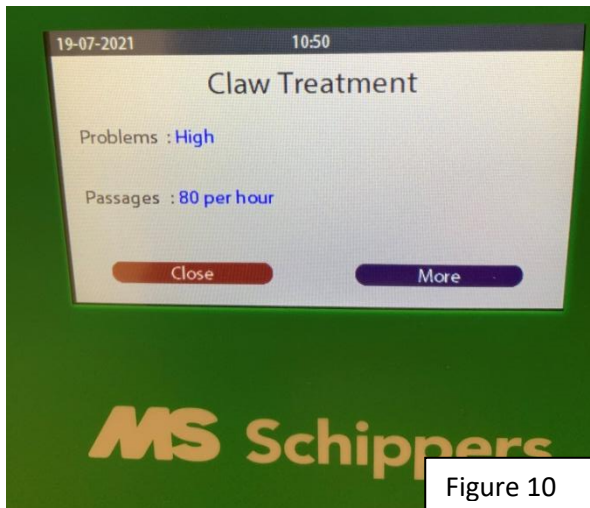 19-07-2021 10:50
Claw Treatment
Problems : High
Passages : 80 per hour
Close More
MS Schippers
Figure 10